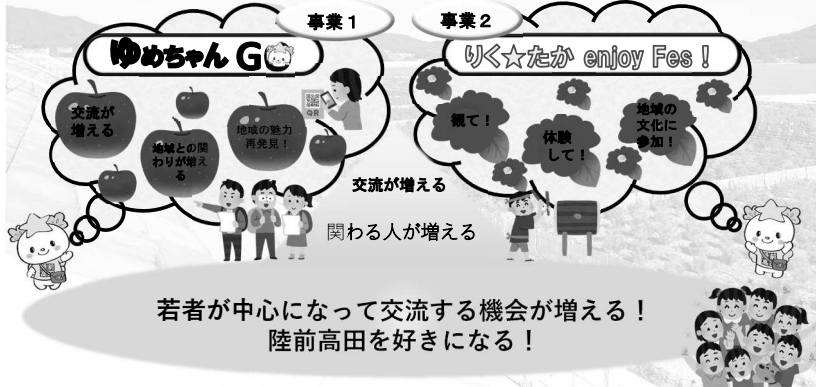 事業1
ゆめちゃんGO
交流が
増える
地域との関
わりが増え
る
地域の魅力
再発見！
QR
事業2
りく☆たか enjoy Fes！
観て！
体験
して！
地域の
文化に
参加！
交流が増える
関わる人が増える
若者が中心になって交流する機会が増える！
陸前高田を好きになる！